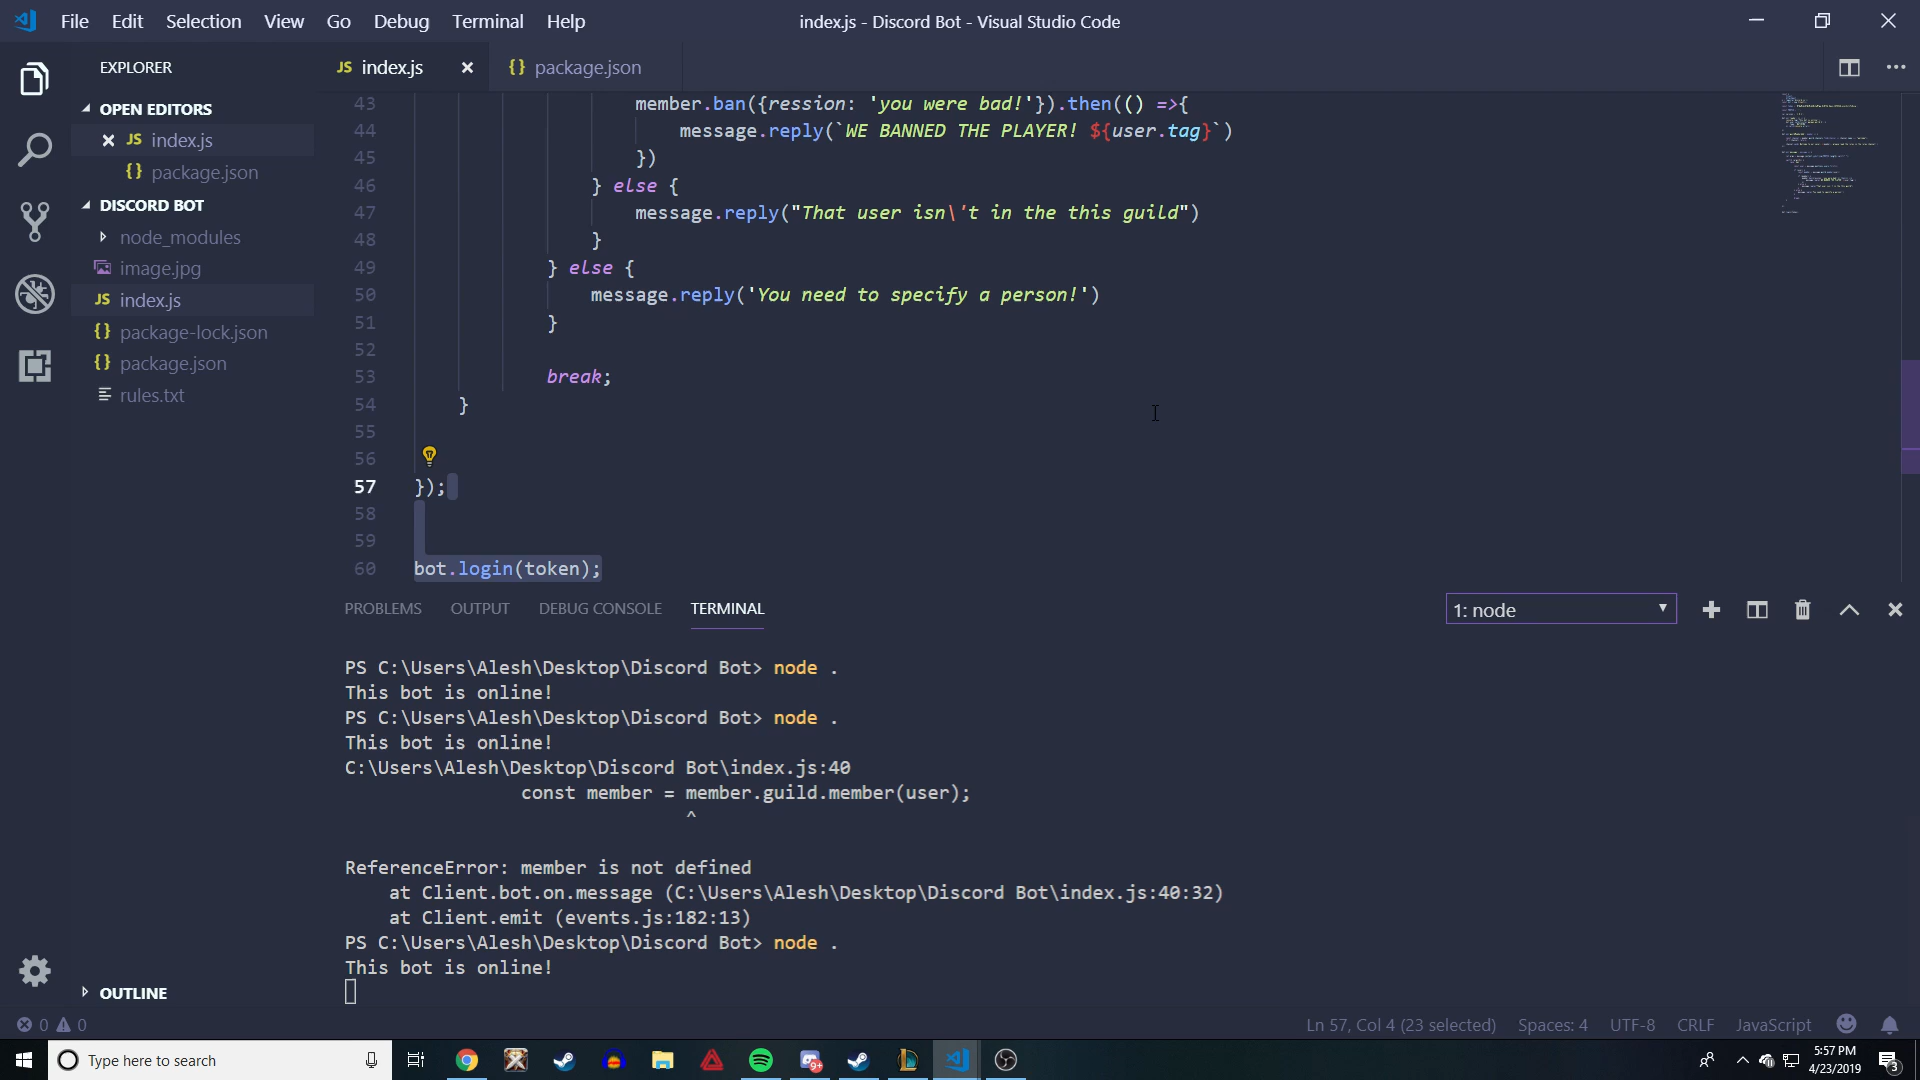 File Edit Selection View Go Debug Terminal Help
index.js - Discord Bot - Visual Studio Code
EXPLORER
OPEN EDITORS
JS index.js
{} package.json
DISCORD BOT
node_modules
image.jpg
JS index.js
{} package-lock.json
{} package.json
rules.txt
OUTLINE
JS index.js
{} package.json
43 member.ban({ression: 'you were bad!'}).then(() =>{
44 message.reply(`WE BANNED THE PLAYER! ${user.tag}`)
45 })
46 } else {
47 message.reply("That user isn\'t in the this guild")
48 }
49 } else {
50 message.reply('You need to specify a person!')
51 }
52
53 break;
54 }
55
56
57 });
58
59
60 bot.login(token);
PROBLEMS OUTPUT DEBUG CONSOLE TERMINAL
1: node
PS C:\Users\Alesh\Desktop\Discord Bot> node .
This bot is online!
PS C:\Users\Alesh\Desktop\Discord Bot> node .
This bot is online!
C:\Users\Alesh\Desktop\Discord Bot\index.js:40
const member = member.guild.member(user);
^
ReferenceError: member is not defined
at Client.bot.on.message (C:\Users\Alesh\Desktop\Discord Bot\index.js:40:32)
at Client.emit (events.js:182:13)
PS C:\Users\Alesh\Desktop\Discord Bot> node .
This bot is online!
0 0
Ln 57, Col 4 (23 selected) Spaces: 4 UTF-8 CRLF JavaScript
Type here to search
9+
5:57 PM
4/23/2019
3